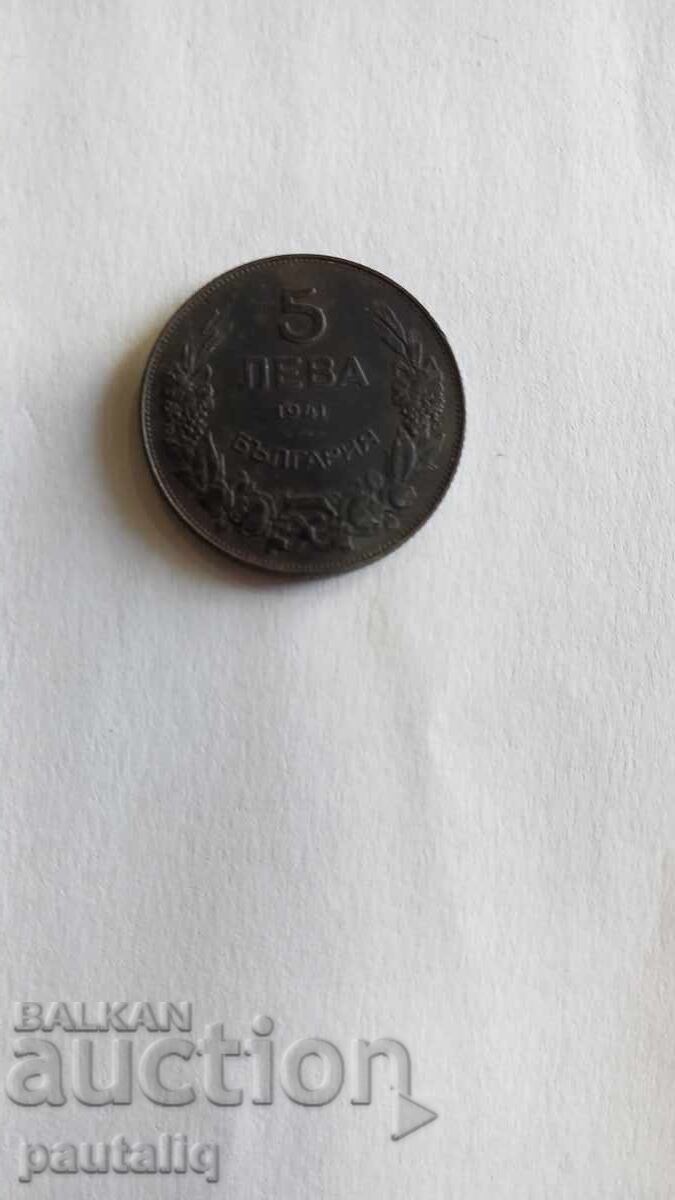 5
ЛЕВА
1941
БЪЛГАРИЯ
BALKAN
auction
pautaliq